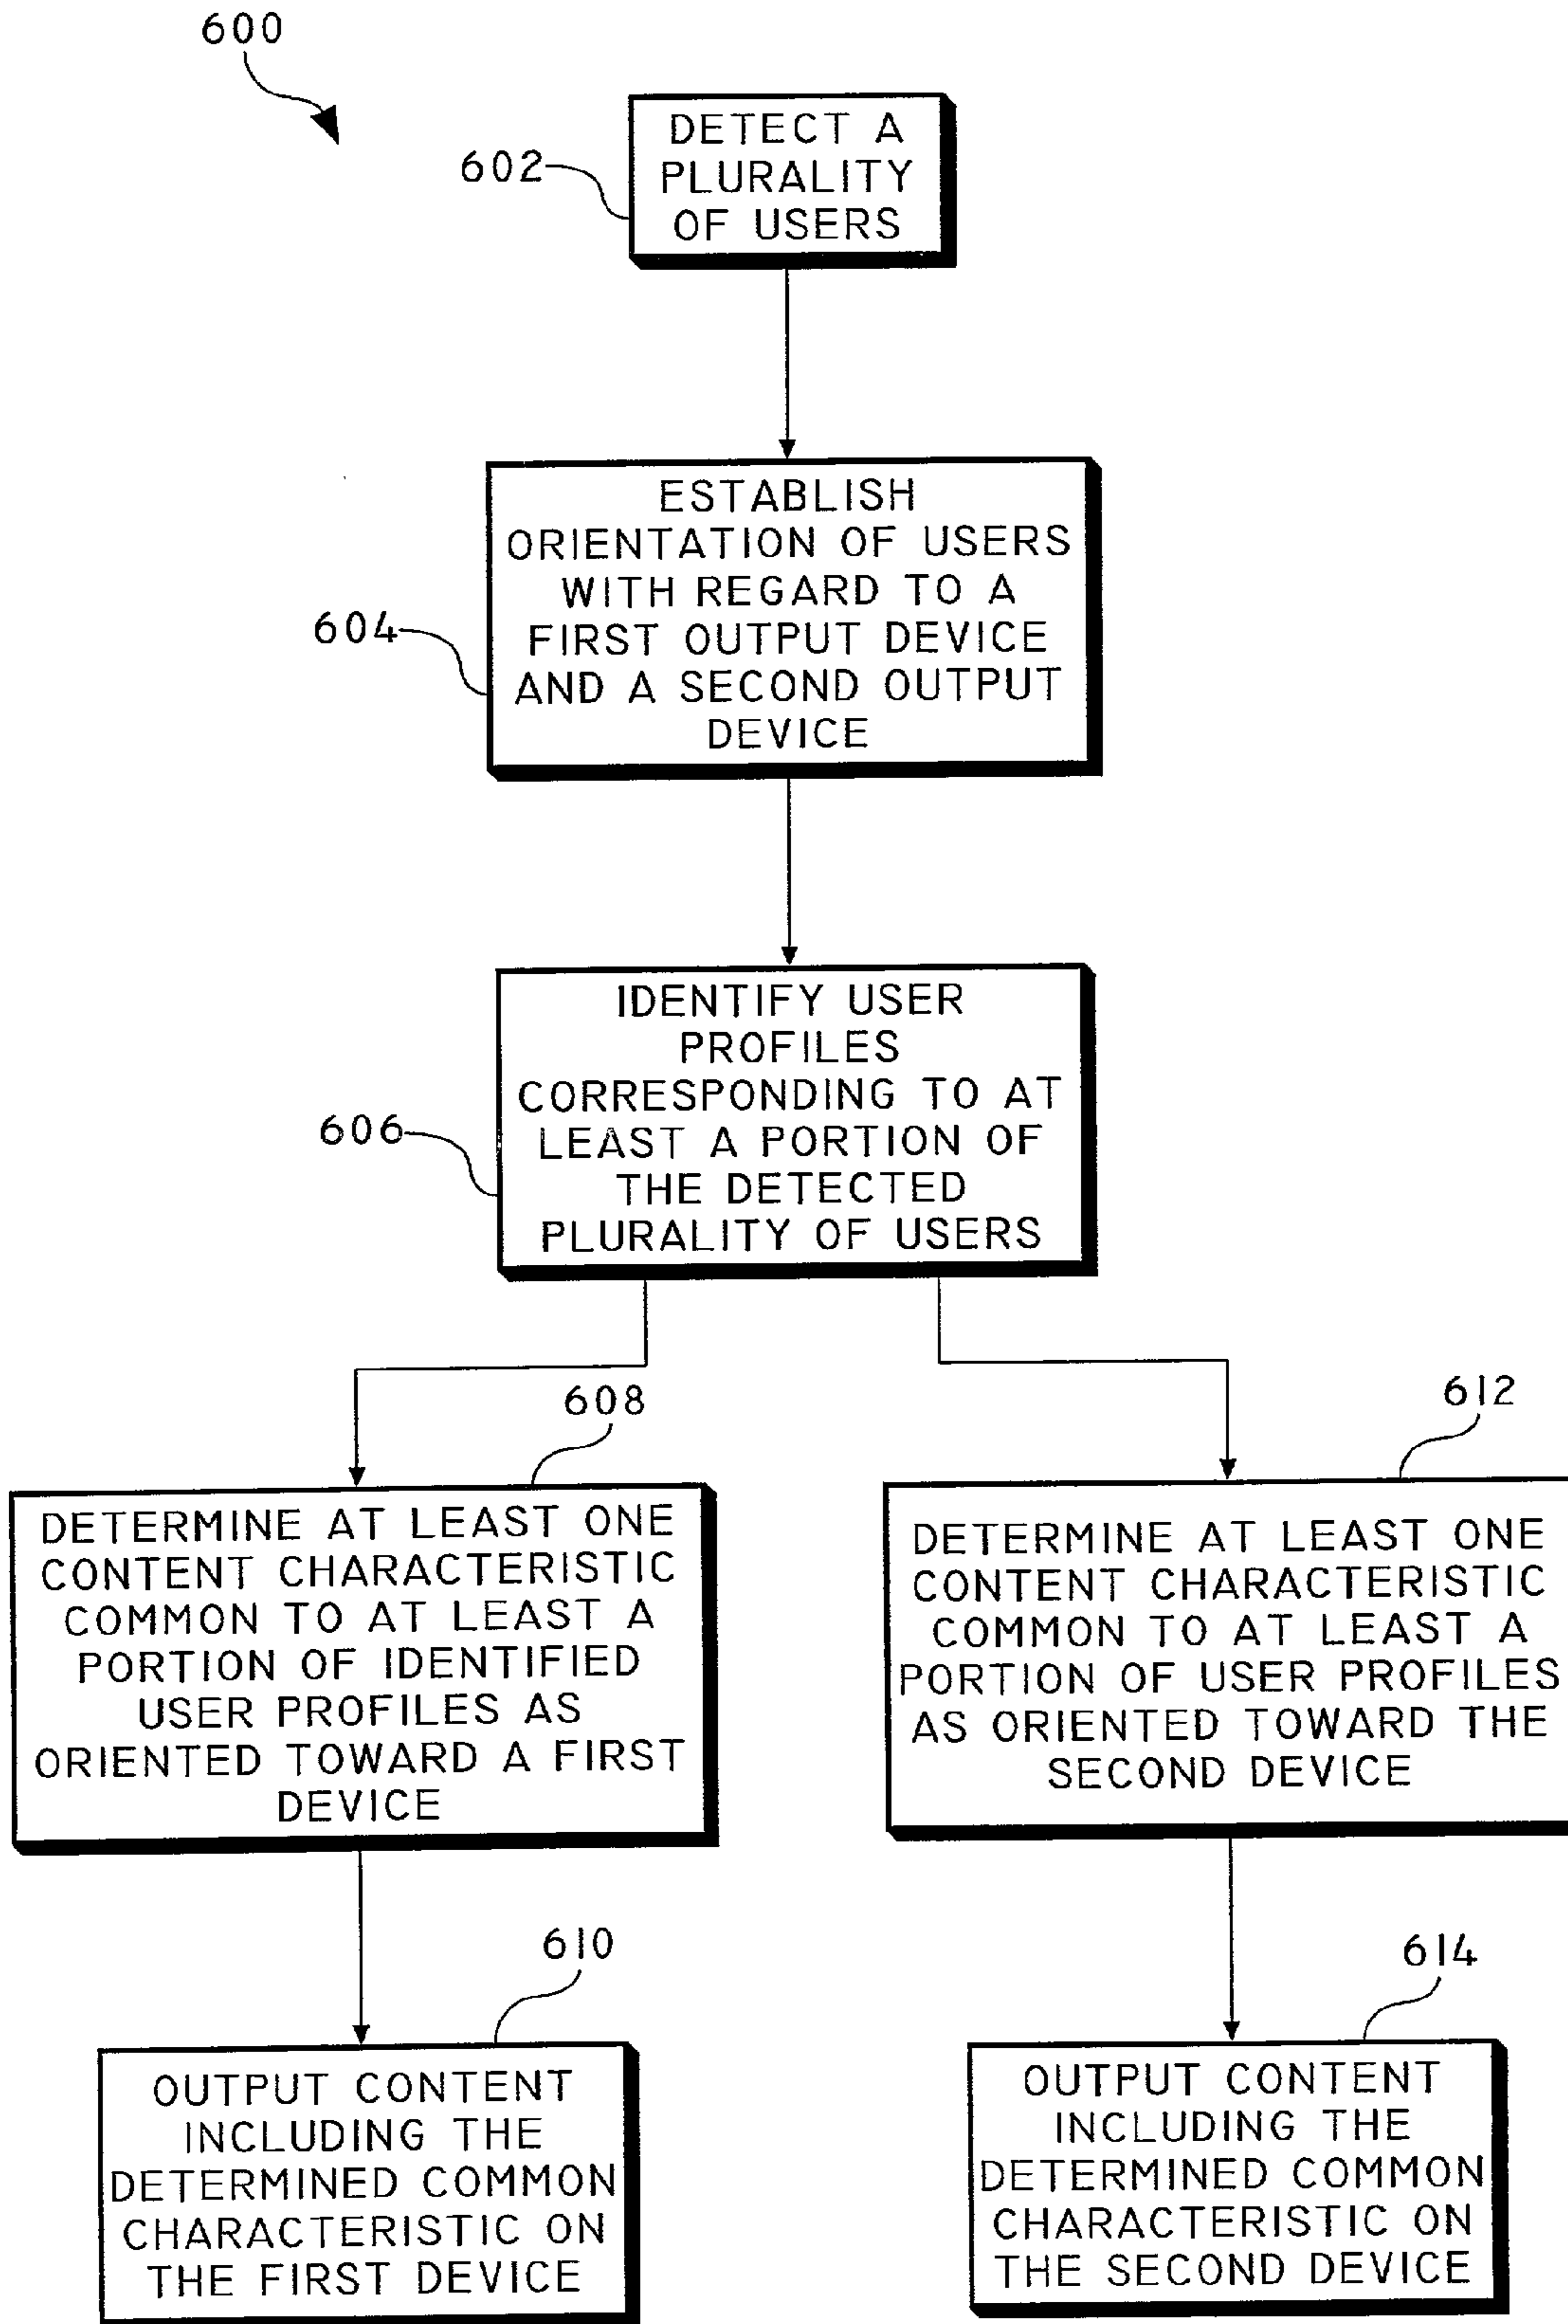 600
602
DETECT A
PLURALITY
OF USERS
604
ESTABLISH
ORIENTATION OF USERS
WITH REGARD TO A
FIRST OUTPUT DEVICE
AND A SECOND OUTPUT
DEVICE
606
IDENTIFY USER
PROFILES
CORRESPONDING TO AT
LEAST A PORTION OF
THE DETECTED
PLURALITY OF USERS
608
DETERMINE AT LEAST ONE
CONTENT CHARACTERISTIC
COMMON TO AT LEAST A
PORTION OF IDENTIFIED
USER PROFILES AS
ORIENTED TOWARD A FIRST
DEVICE
612
DETERMINE AT LEAST ONE
CONTENT CHARACTERISTIC
COMMON TO AT LEAST A
PORTION OF USER PROFILES
AS ORIENTED TOWARD THE
SECOND DEVICE
610
OUTPUT CONTENT
INCLUDING THE
DETERMINED COMMON
CHARACTERISTIC ON
THE FIRST DEVICE
614
OUTPUT CONTENT
INCLUDING THE
DETERMINED COMMON
CHARACTERISTIC ON
THE SECOND DEVICE